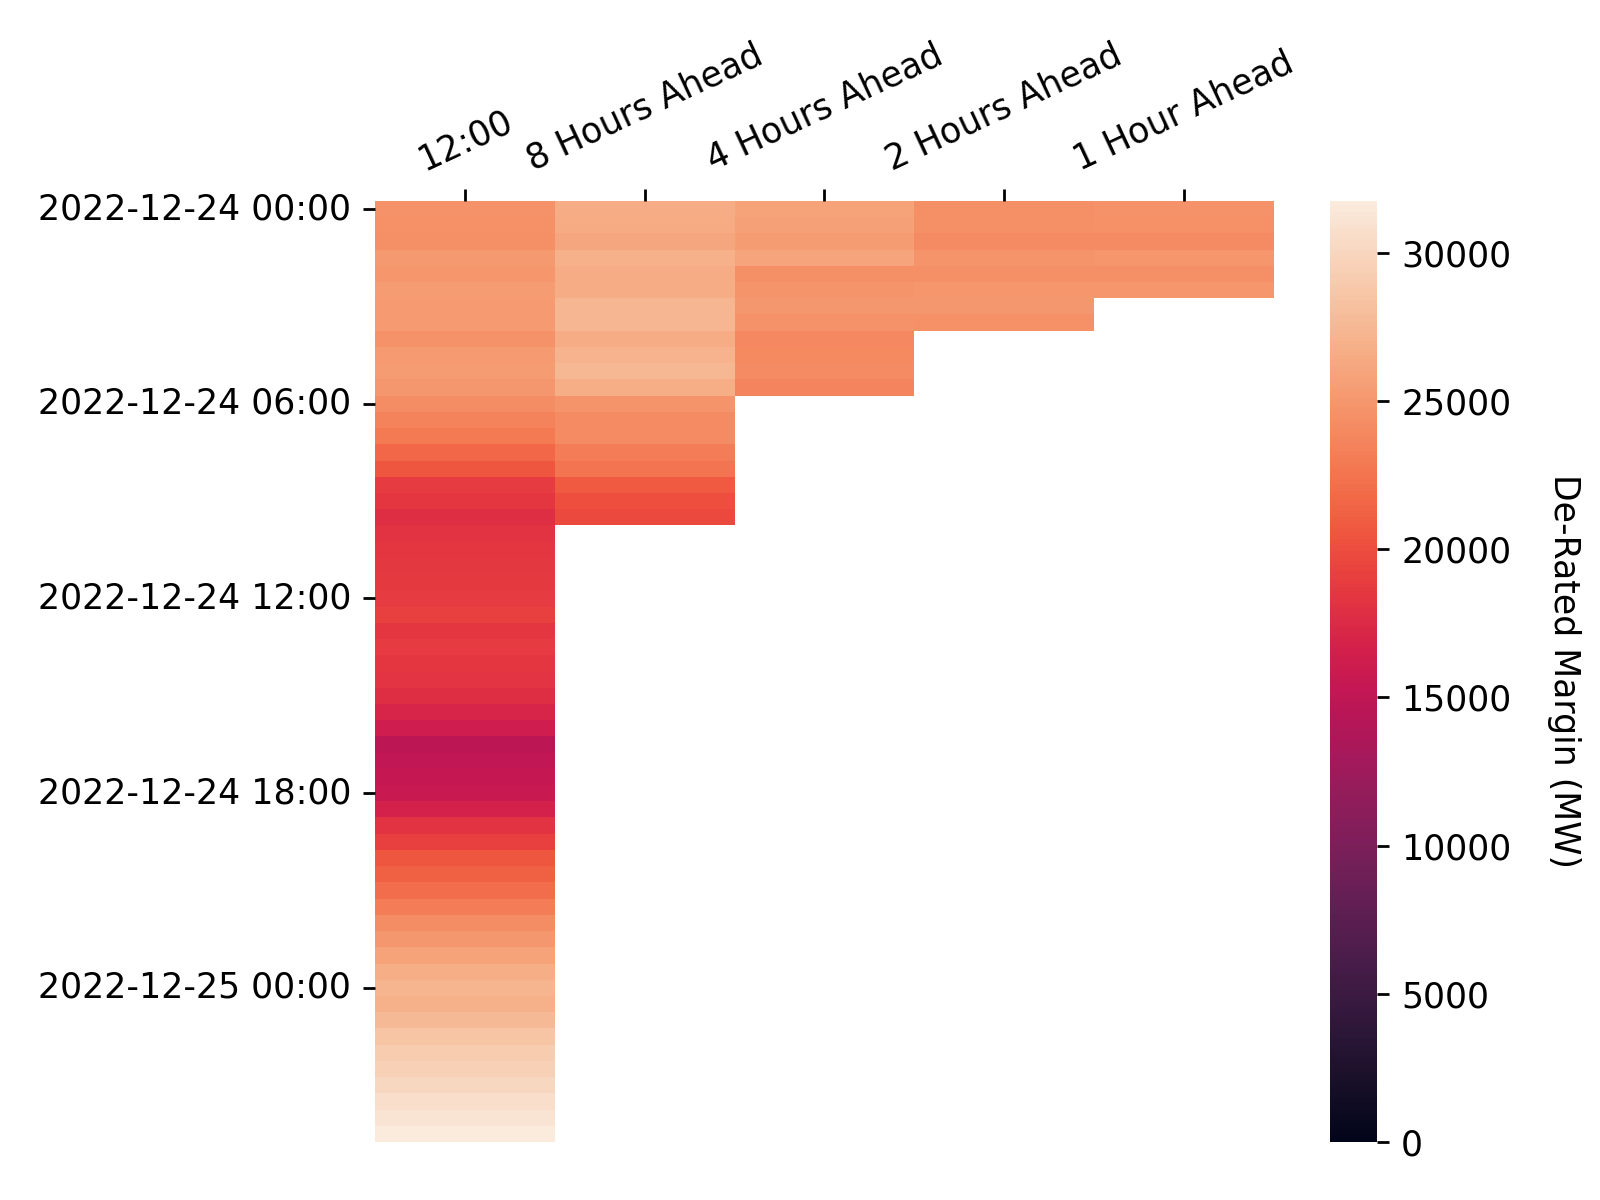 12:00
8 Hours Ahead
4 Hours Ahead
2 Hours Ahead
1 Hour Ahead
2022-12-24 00:00
2022-12-24 06:00
2022-12-24 12:00
2022-12-24 18:00
2022-12-25 00:00
30000
25000
20000
15000
10000
5000
0
De-Rated Margin (MW)